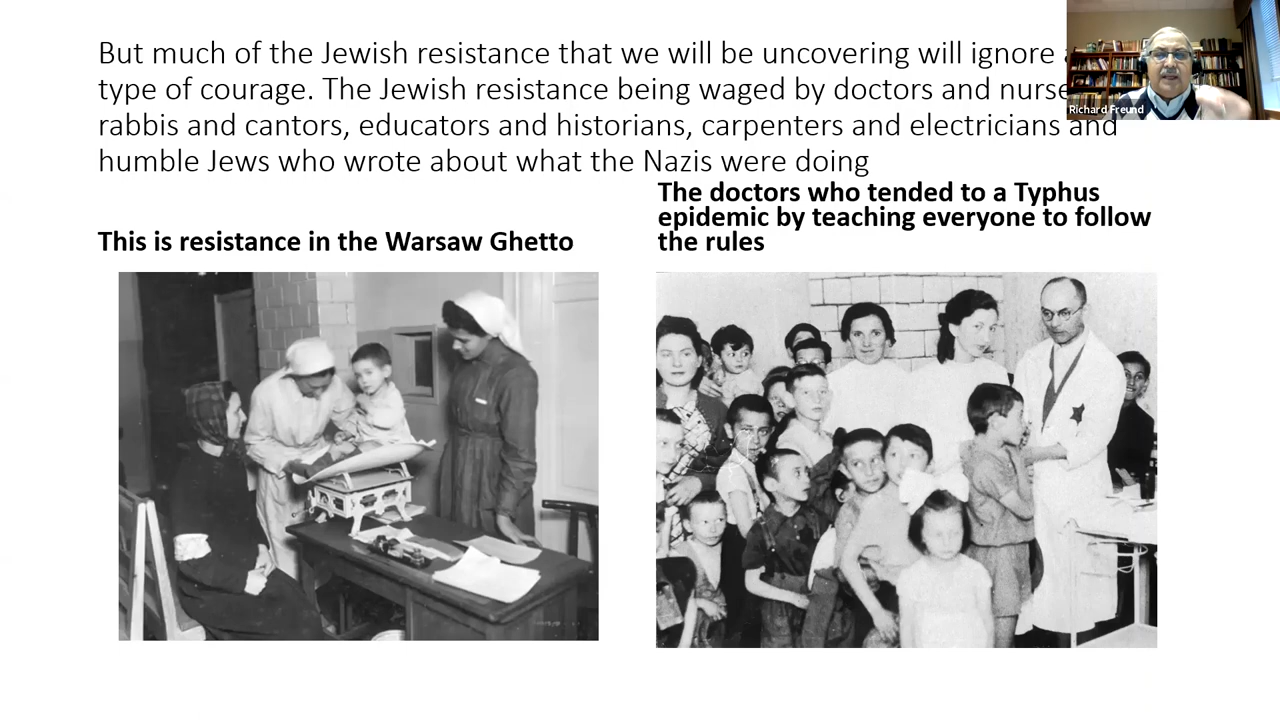 But much of the Jewish resistance that we will be uncovering will ignore
type of courage. The Jewish resistance being waged by doctors and nurse
rabbis and cantors, educators and historians, carpenters and electricians and
humble Jews who wrote about what the Nazis were doing
Richard Freund
This is resistance in the Warsaw Ghetto
The doctors who tended to a Typhus
epidemic by teaching everyone to follow
the rules